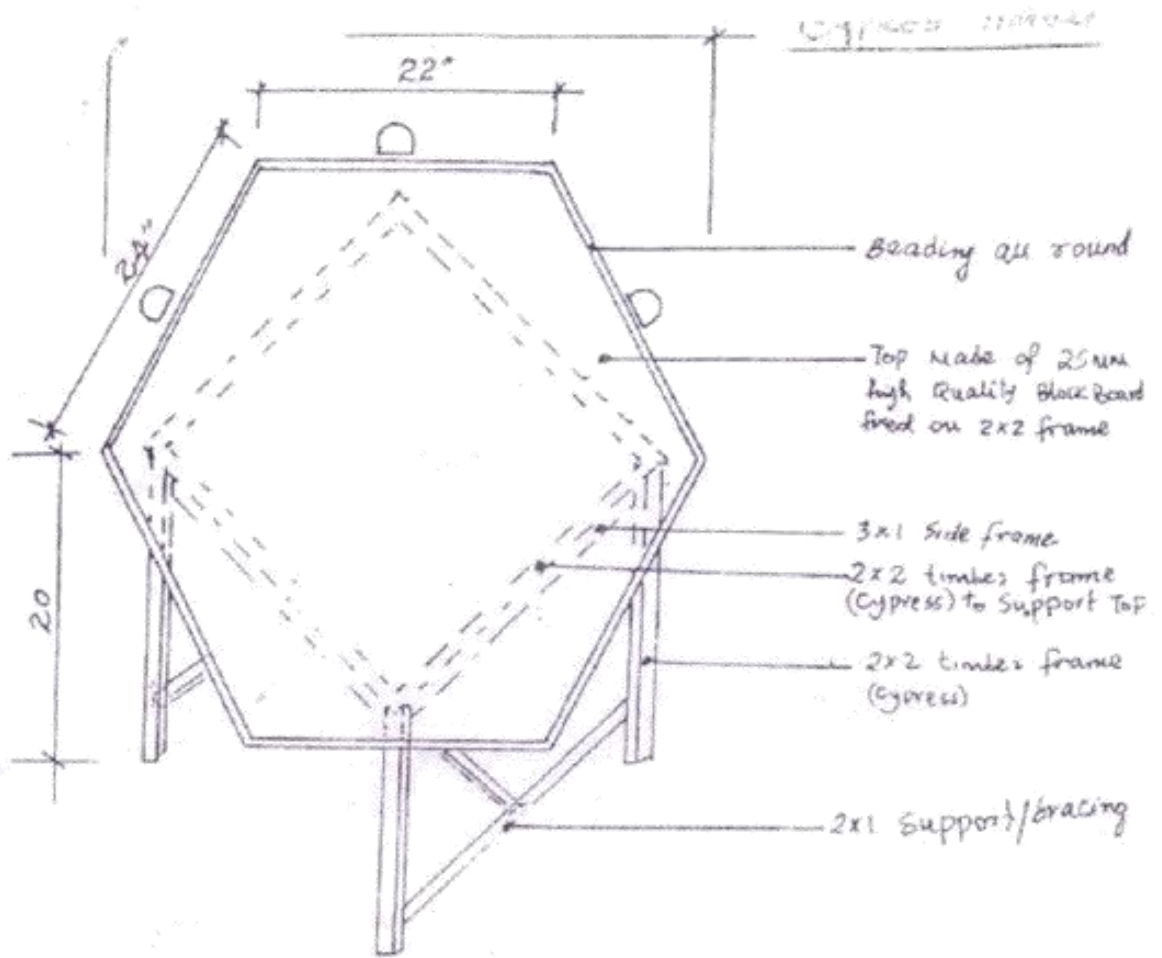 22"
24"
Beading all round
Top made of 25mm
high Quality Block Board
fixed on 2x2 frame
3x1 Side frame
2x2 timber frame
(Cypress) to Support Top
20
2x2 timber frame
(Cypress)
2x1 Support/bracing